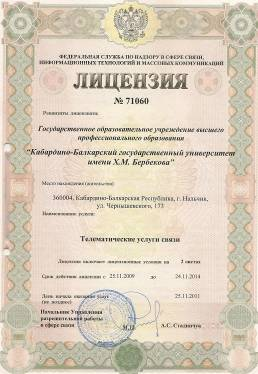 ФЕДЕРАЛЬНАЯ СЛУЖБА ПО НАДЗОРУ В СФЕРЕ СВЯЗИ,
ИНФОРМАЦИОННЫХ ТЕХНОЛОГИЙ И МАССОВЫХ КОММУНИКАЦИЙ
ЛИЦЕНЗИЯ
№ 71060
Реквизиты лицензиата:
Государственное образовательное учреждение высшего
профессионального образования
"Кабардино-Балкарский государственный университет
имени Х.М. Бербекова"
Место нахождения (жительства)
360004, Кабардино-Балкарская Республика, г. Нальчик,
ул. Чернышевского, 173
Наименование услуги:
Телематические услуги связи
Лицензия включает лицензионные условия на 2 листах
Срок действия лицензии с 25.11.2009 до 24.11.2014
День начала оказания услуг
(не позднее) 25.11.2011
Начальник Управления
разрешительной работы
в сфере связи М.П.